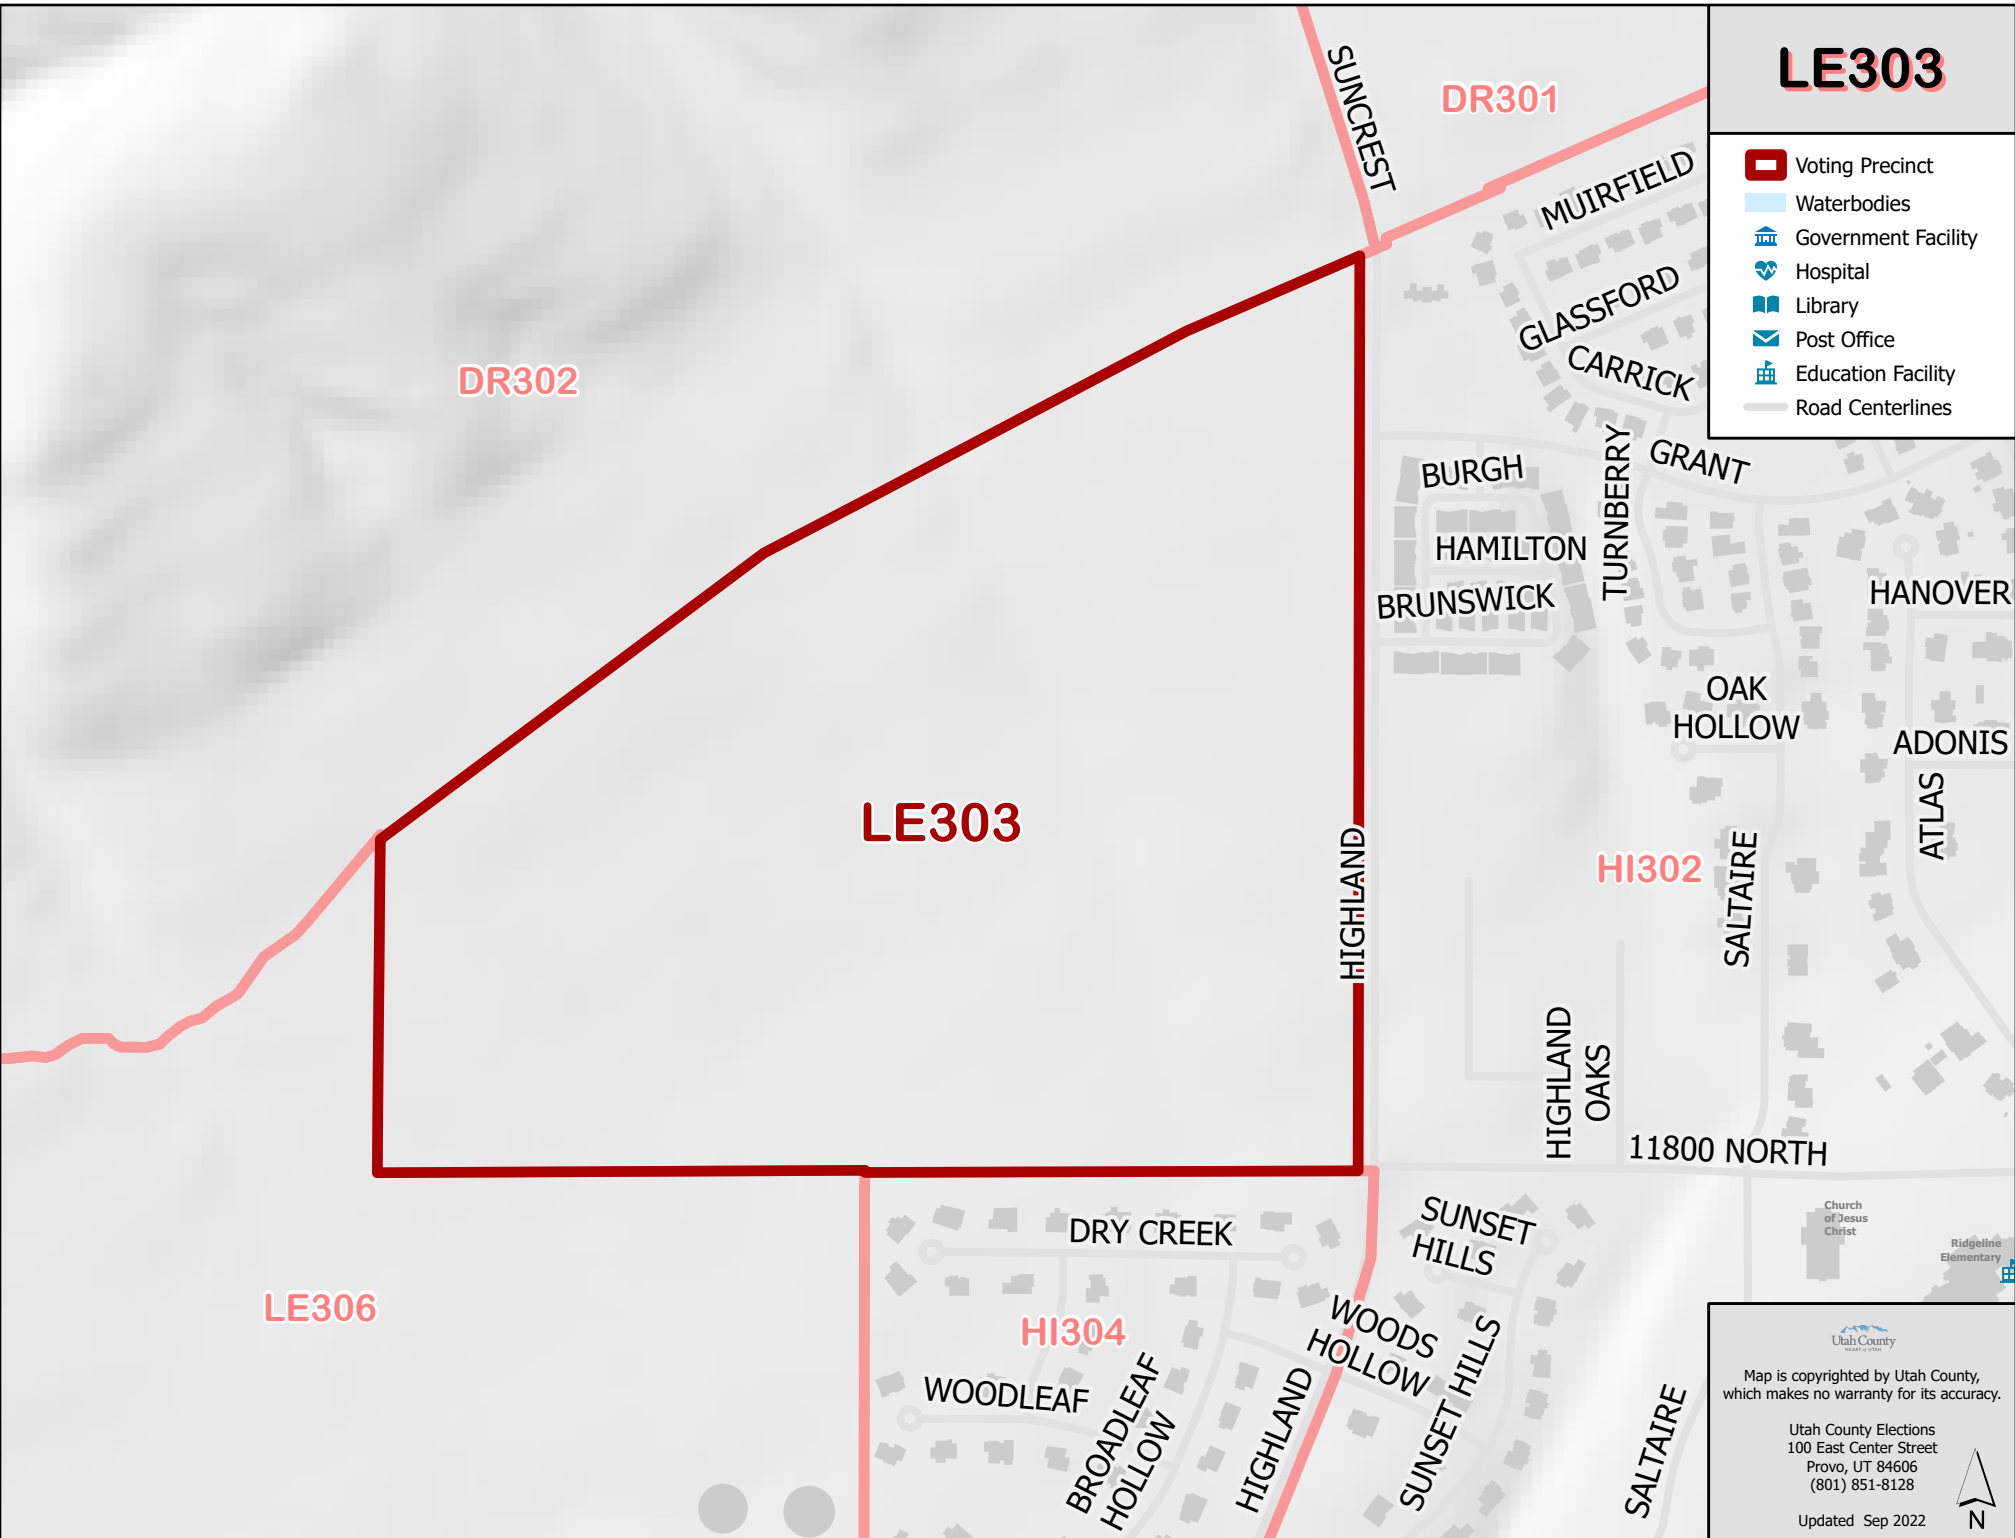 LE303
Voting Precinct
Waterbodies
Government Facility
Hospital
Library
Post Office
Education Facility
Road Centerlines
SUNCREST
DR301
MUIRFIELD
GLASSFORD
CARRICK
DR302
GRANT
TURNBERRY
BURGH
HAMILTON
BRUNSWICK
HANOVER
OAK
HOLLOW
ADONIS
ATLAS
LE303
HIGHLAND
HI302
SALTAIRE
HIGHLAND
OAKS
11800 NORTH
DRY CREEK
SUNSET
HILLS
Church
of Jesus
Christ
Ridgeline
Elementary
LE306
HI304
WOODS
HOLLOW
SUNSET HILLS
WOODLEAF
BROADLEAF
HOLLOW
HIGHLAND
SALTAIRE
Utah County
HEART of UTAH
Map is copyrighted by Utah County,
which makes no warranty for its accuracy.
Utah County Elections
100 East Center Street
Provo, UT 84606
(801) 851-8128
Updated Sep 2022
N